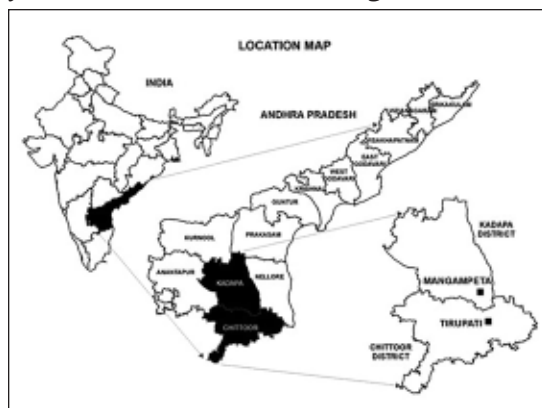 LOCATION MAP
INDIA
ANDHRA PRADESH
SRIKAKULAM
VISAKHAPATNAM
EAST
GODAVARI
WEST
GODAVARI
KRISHNA
GUNTUR
KURNOOL
PRAKASAM
ANANTAPUR
KADAPA
NELLORE
CHITTOOR
KADAPA
DISTRICT
MANGAMPETA
TIRUPATI
CHITTOOR
DISTRICT